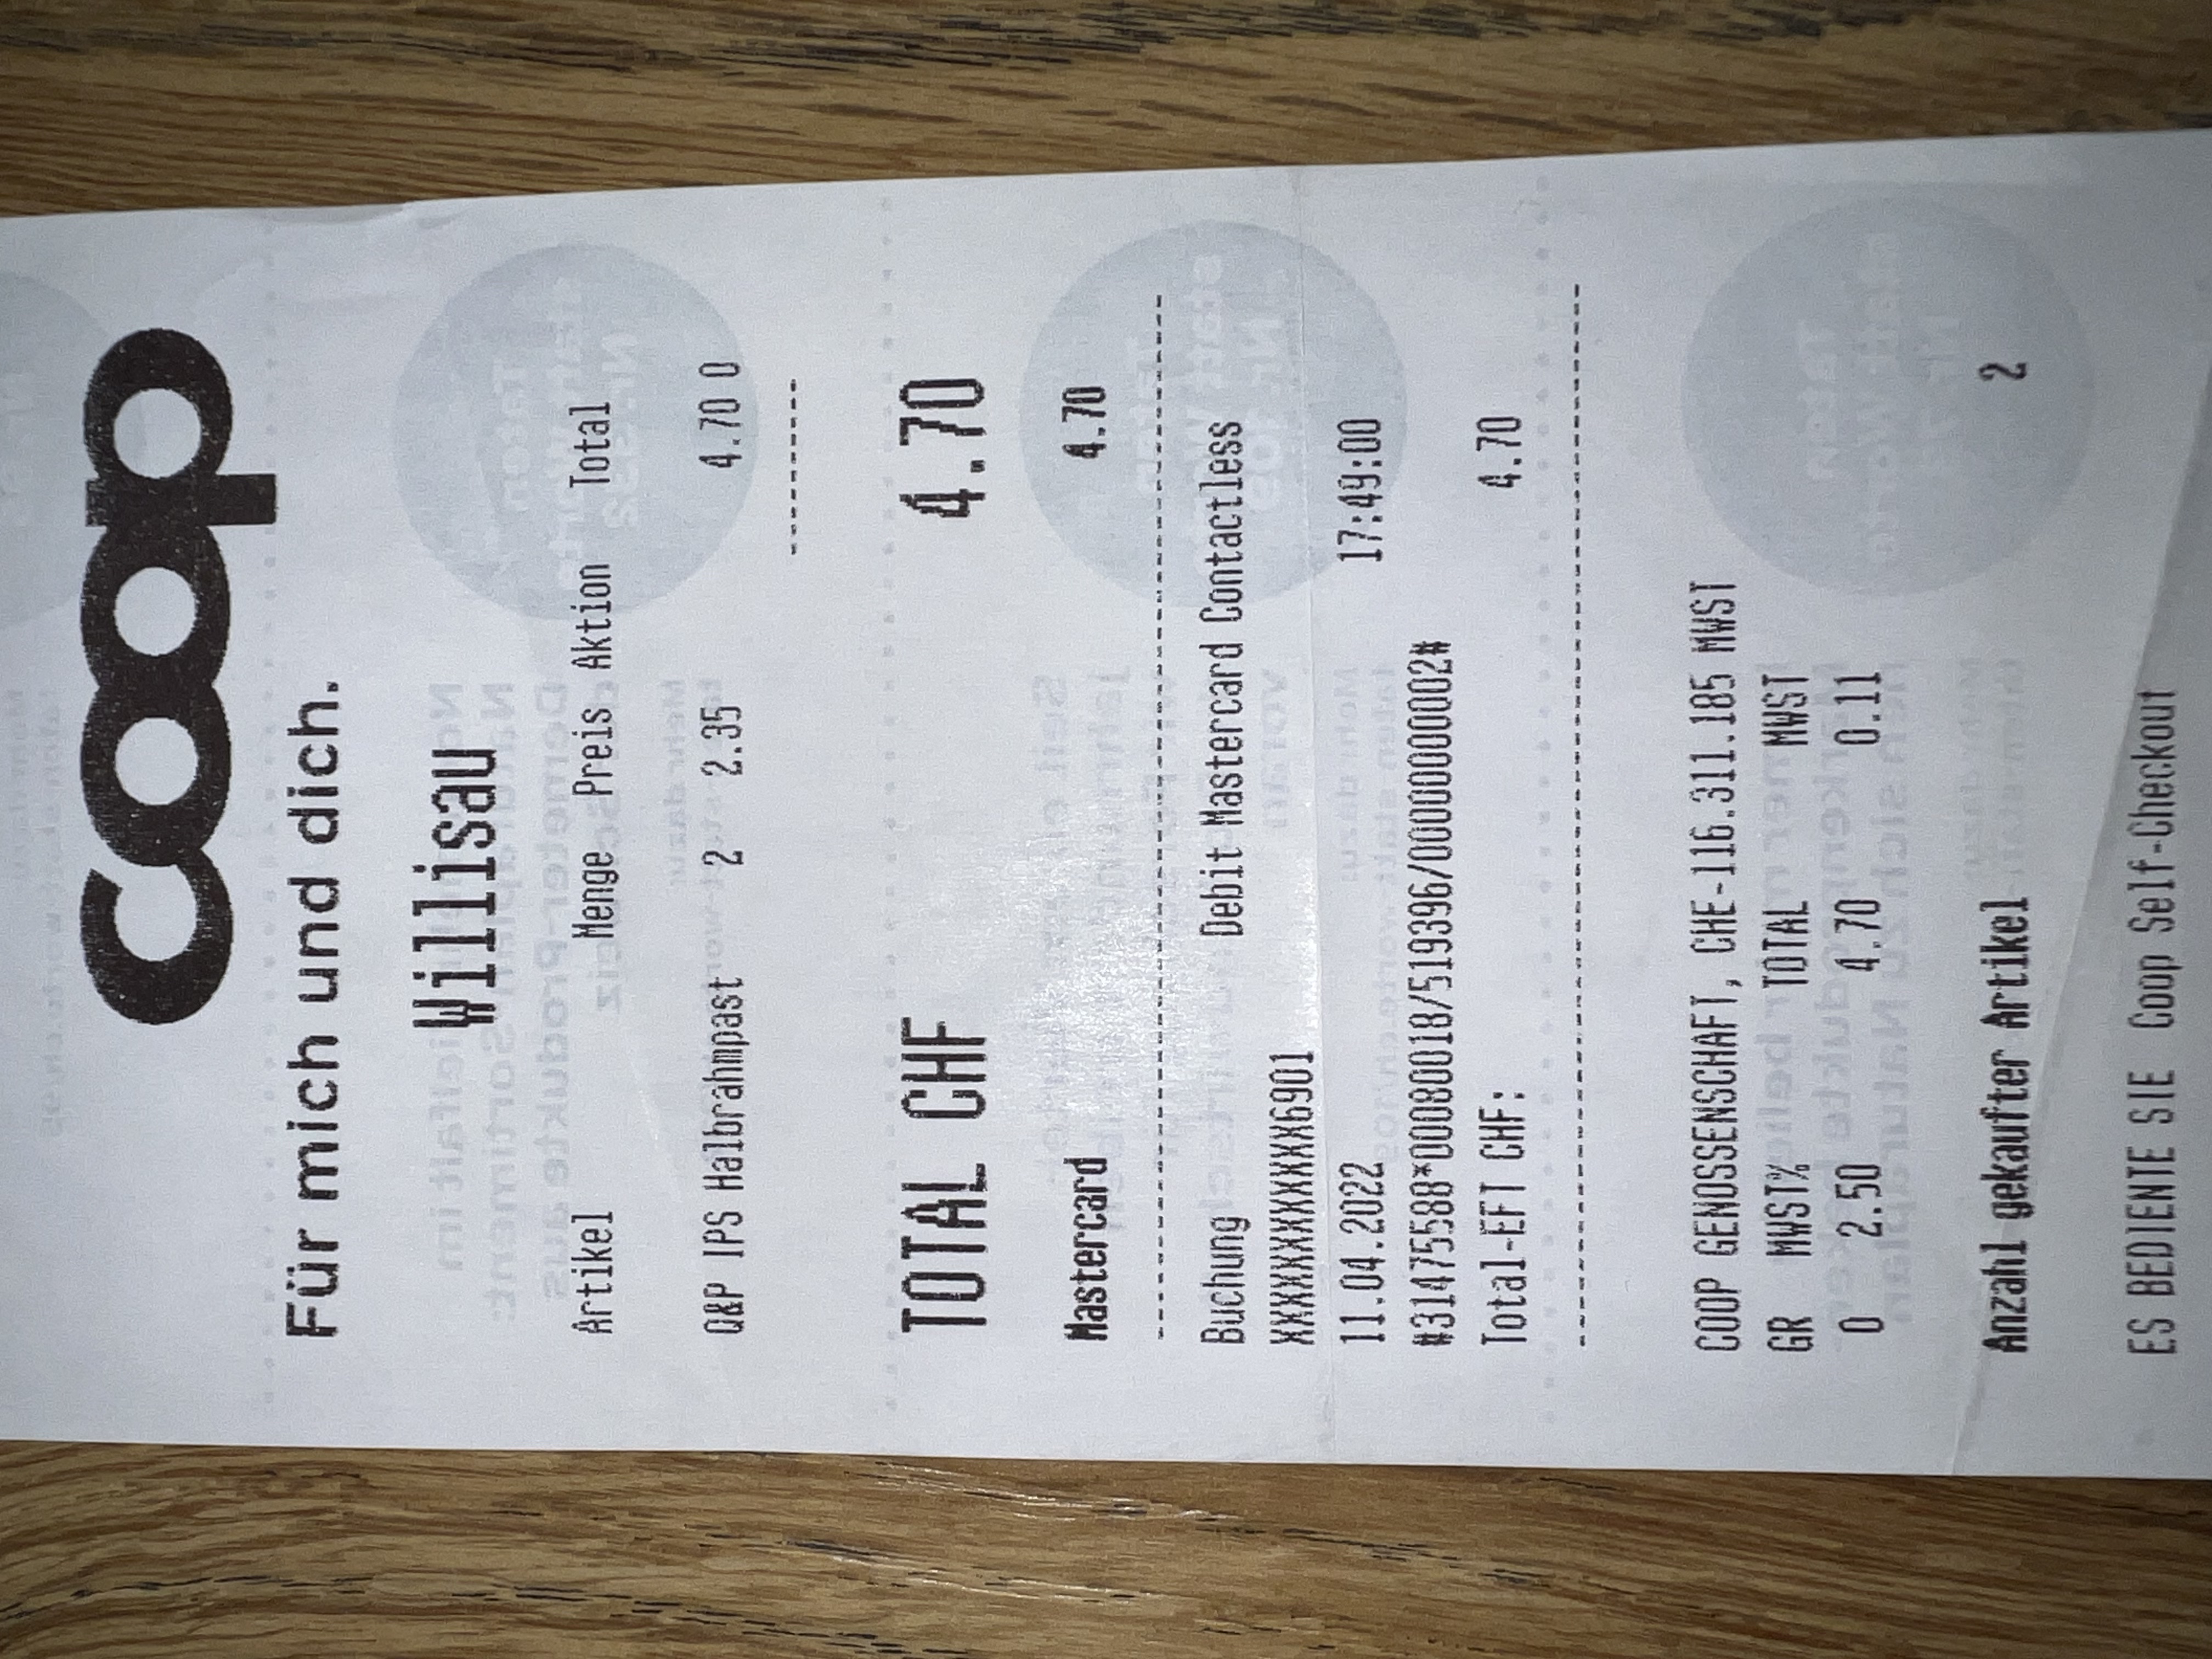 coop
Für mich und dich.
Willisau
Artikel Menge Preis Aktion Total
Q&P IPS Halbrahmpast 2 2.35 4.70 0
TOTAL CHF 4.70
Mastercard 4.70
Buchung Debit Mastercard Contactless
XXXXXXXXXXXX6901
11.04.2022 17:49:00
#31475588*00080018/519396/00000000002#
Total-EFT CHF: 4.70
COOP GENOSSENSCHAFT, CHE-116.311.185 MWST
GR MWST% TOTAL MWST
0 2.50 4.70 0.11
Anzahl gekaufter Artikel 2
ES BEDIENTE SIE Coop Self-Checkout